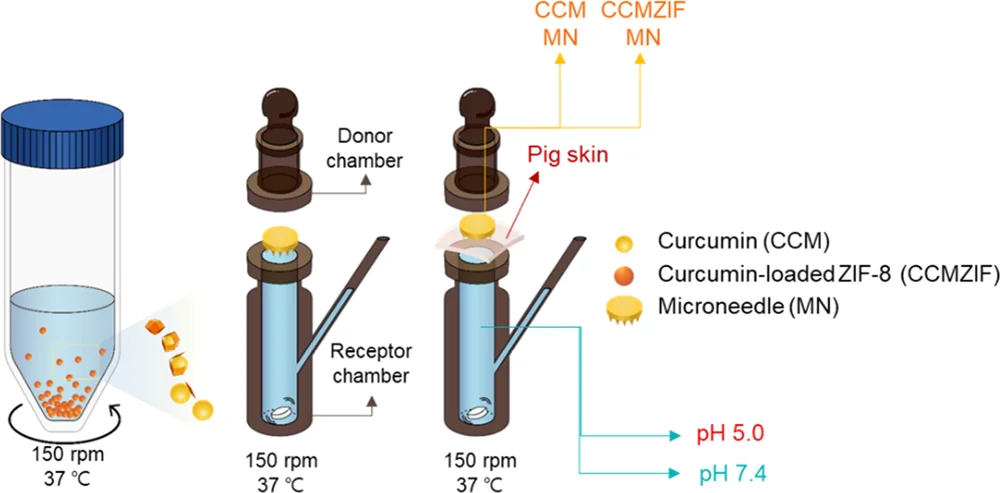 CCM CCMZIF
MN MN
Donor
chamber
Pig skin
Curcumin (CCM)
Curcumin-loaded ZIF-8 (CCMZIF)
Microneedle (MN)
Receptor
chamber
pH 5.0
pH 7.4
150 rpm
37 ℃
150 rpm
37 ℃
150 rpm
37 ℃